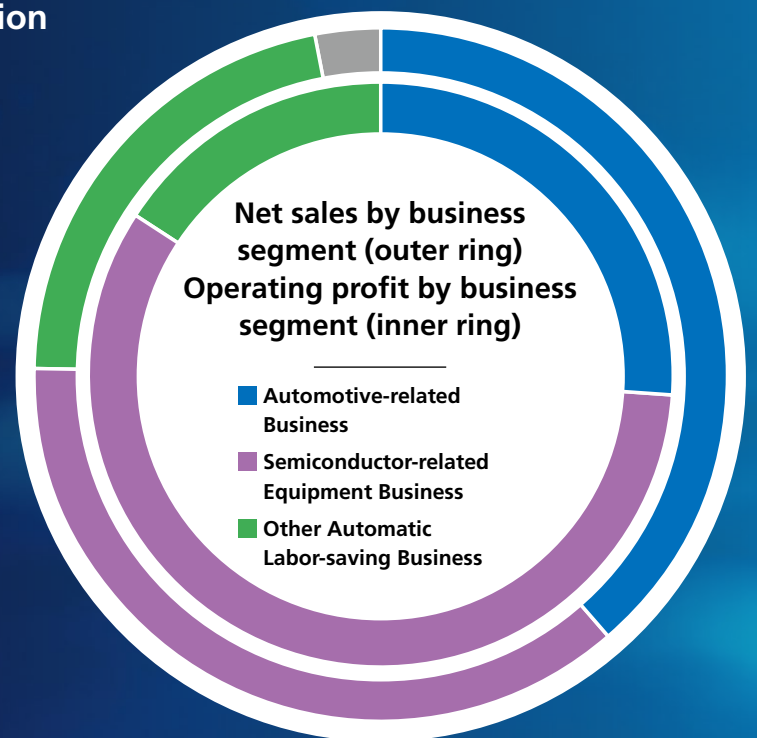 ion
Net sales by business
segment (outer ring)
Operating profit by business
segment (inner ring)
Automotive-related
Business
Semiconductor-related
Equipment Business
Other Automatic
Labor-saving Business